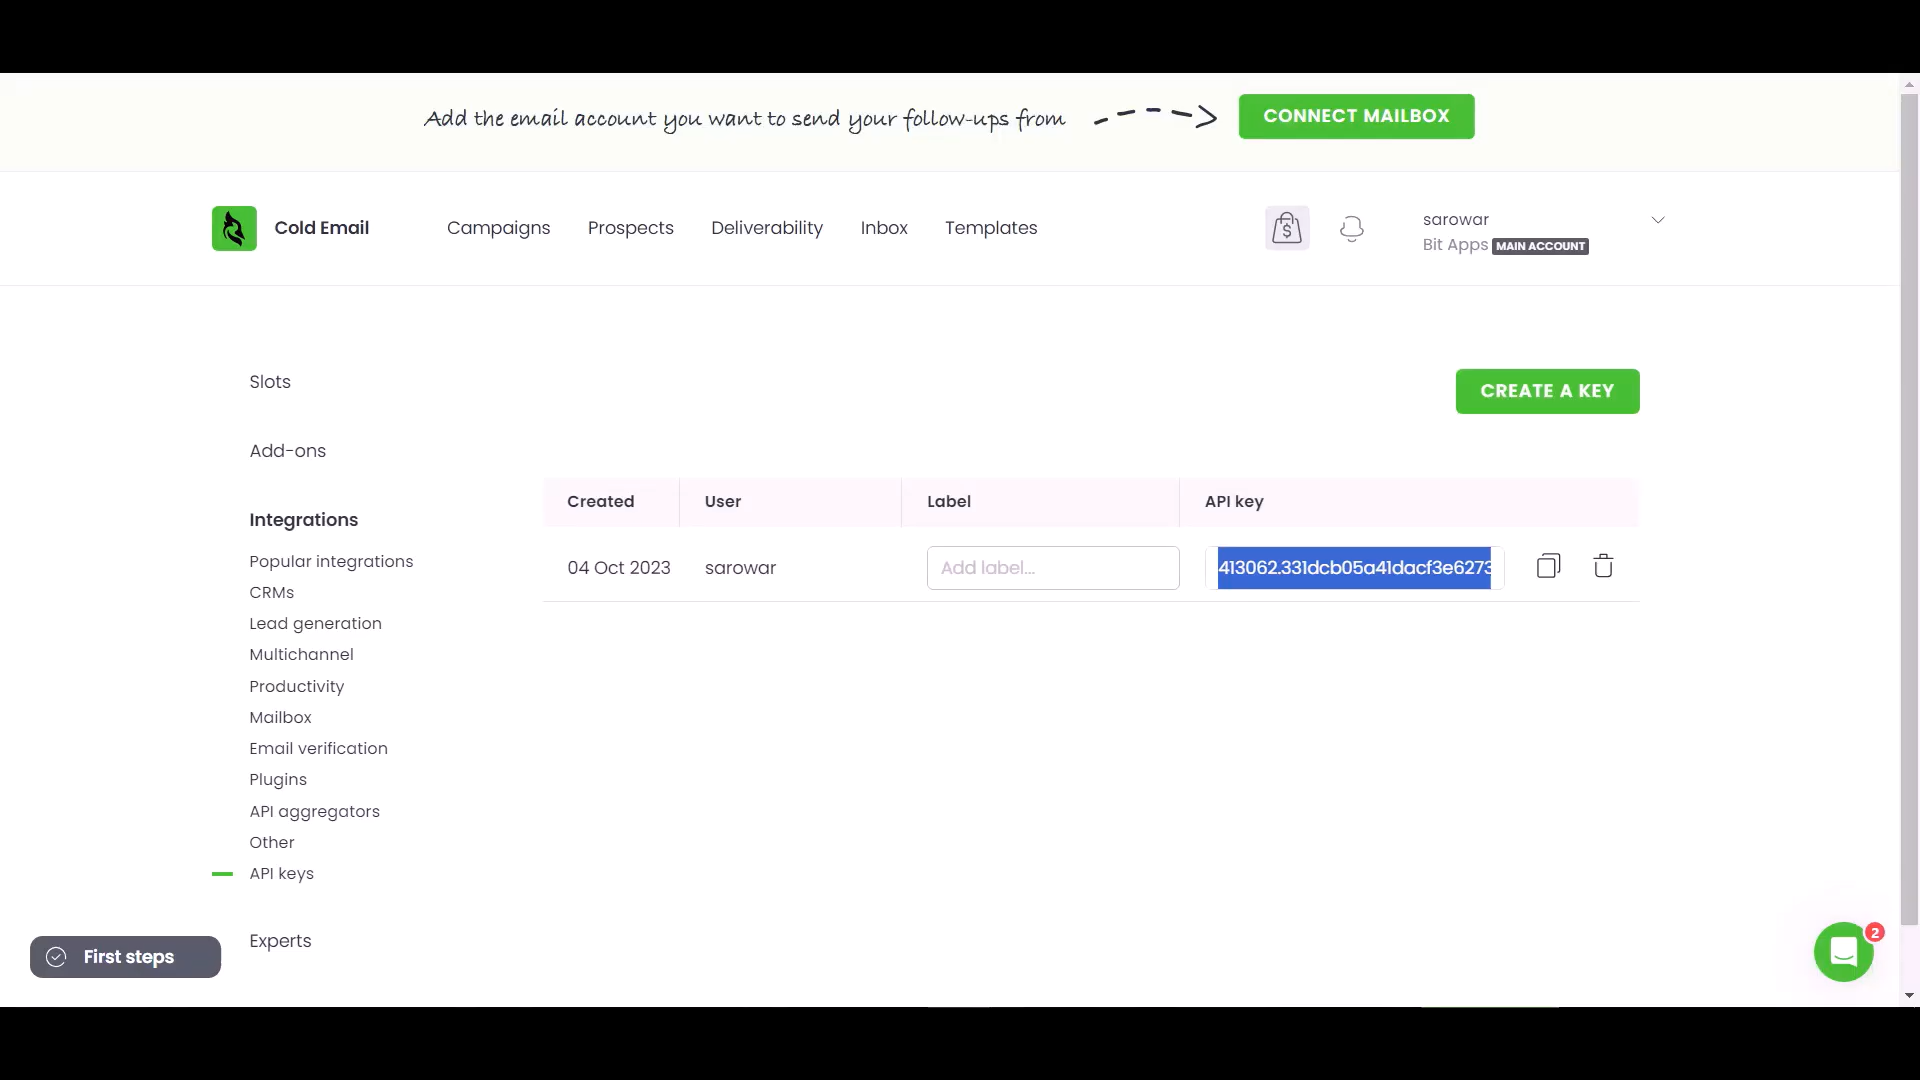 Add the email account you want to send your follow-ups from
CONNECT MAILBOX
Cold Email
Campaigns
Prospects
Deliverability
Inbox
Templates
sarowar
Bit Apps MAIN ACCOUNT
Slots
CREATE A KEY
Add-ons
Integrations
Popular integrations
CRMs
Lead generation
Multichannel
Productivity
Mailbox
Email verification
Plugins
API aggregators
Other
API keys
Experts
Created User Label API key
04 Oct 2023 sarowar Add label... 413062.331dcb05a41dacf3e6273
First steps
2